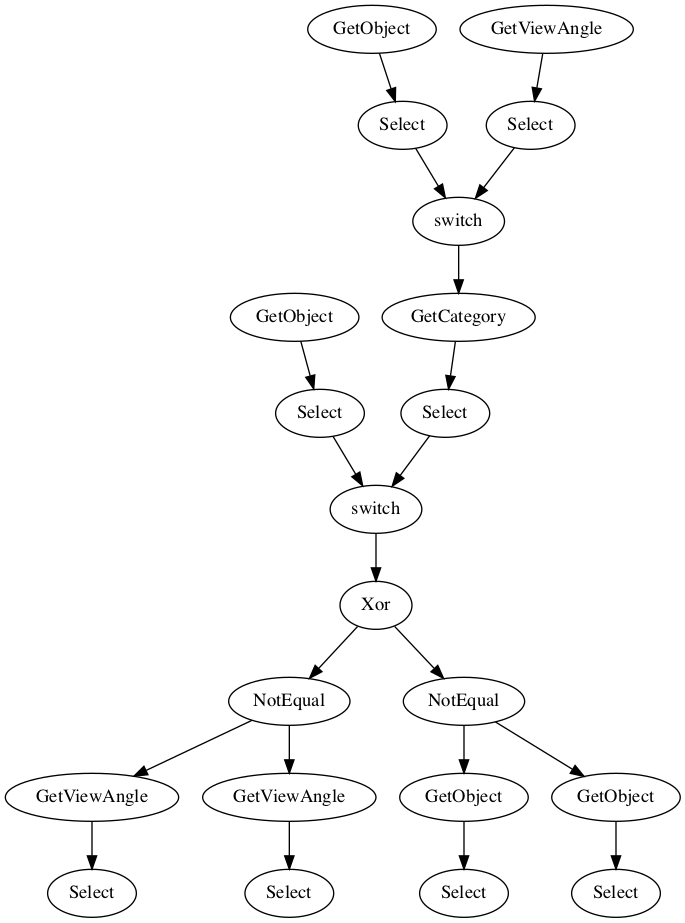 GetObject
GetViewAngle
Select
Select
switch
GetObject
GetCategory
Select
Select
switch
Xor
NotEqual
NotEqual
GetViewAngle
GetViewAngle
GetObject
GetObject
Select
Select
Select
Select